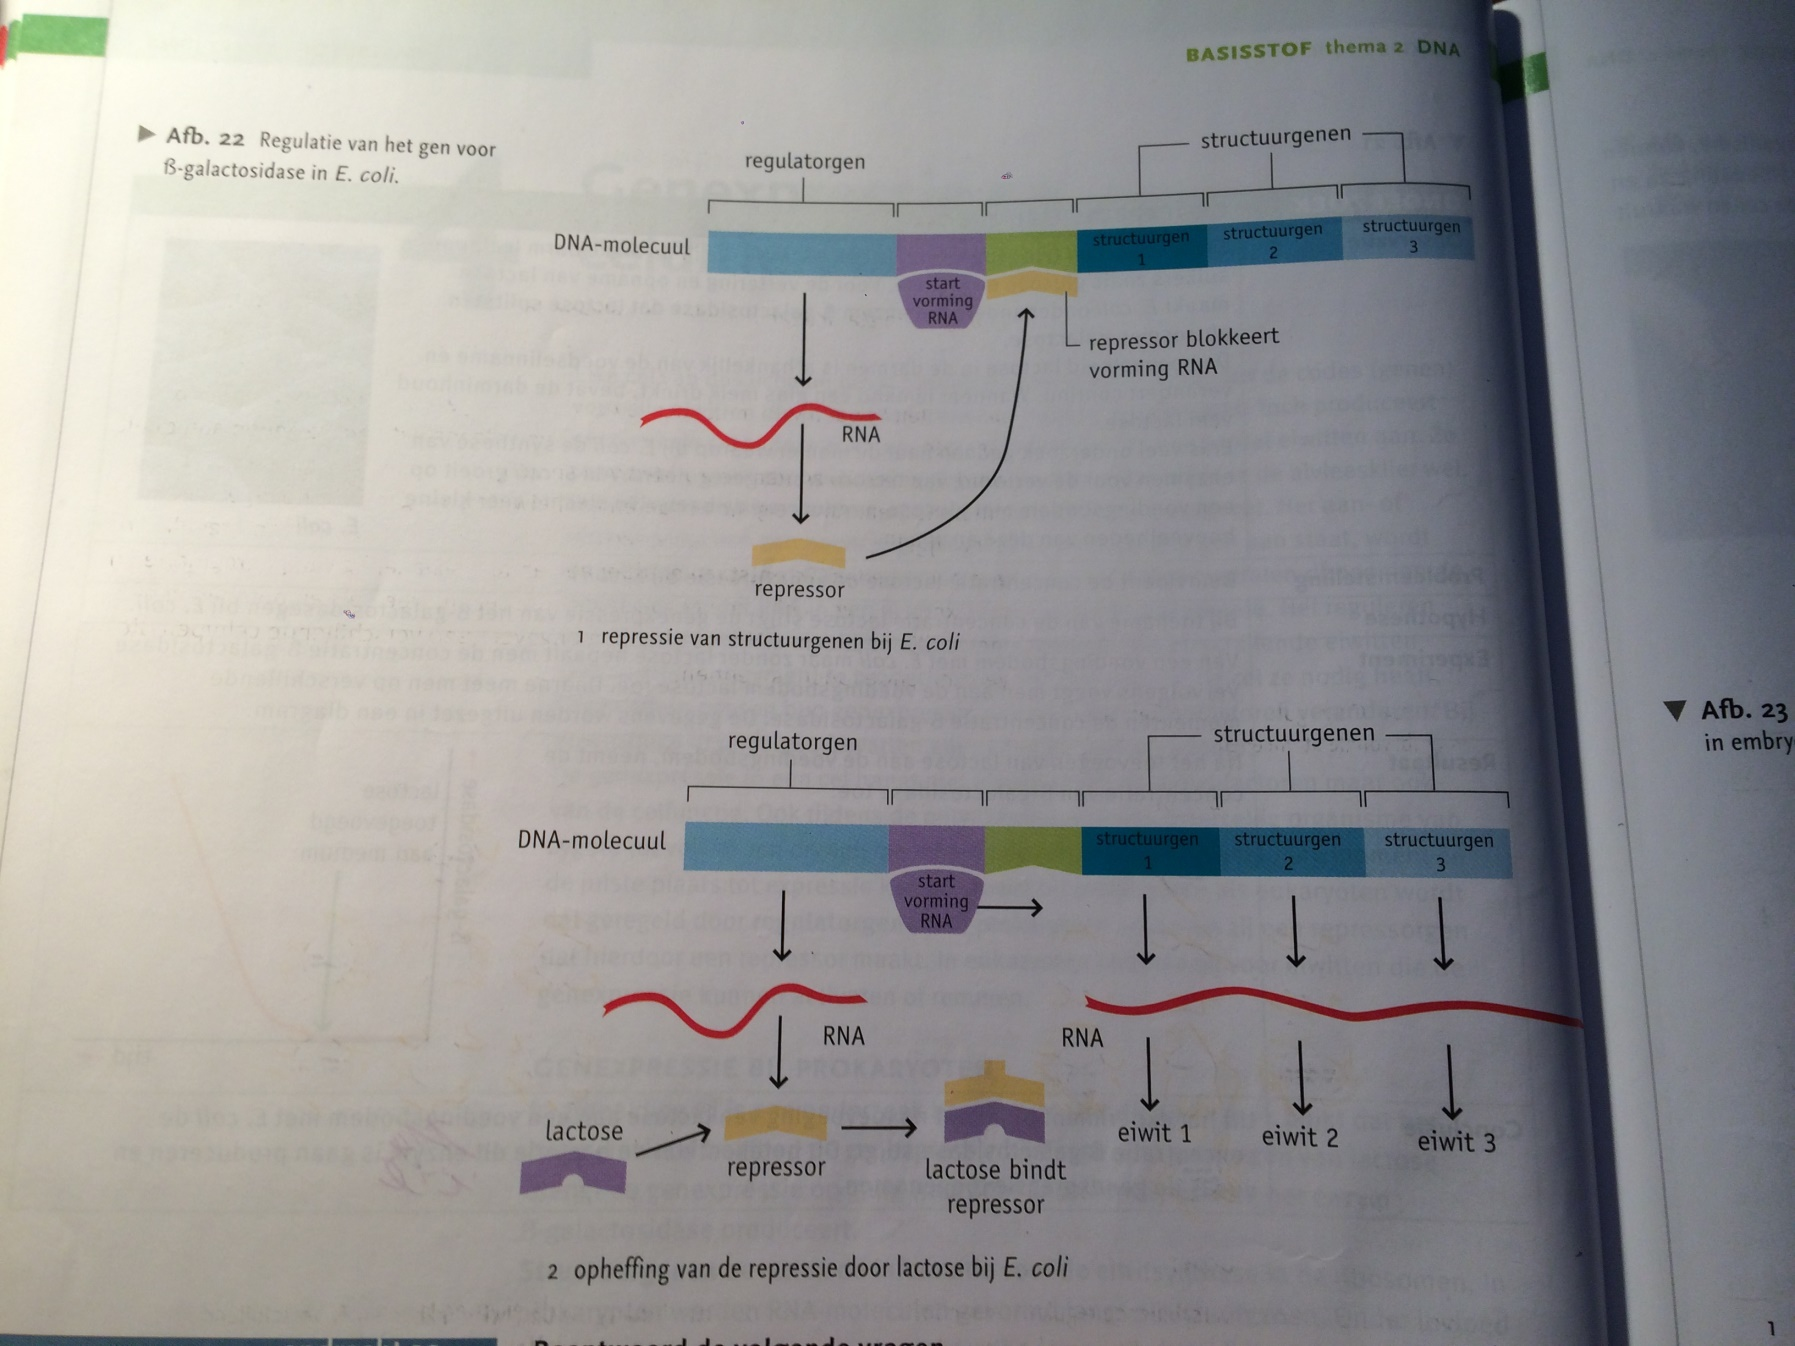 BASISSTOF thema 2 DNA
▶ Afb. 22 Regulatie van het gen voor
ß-galactosidase in E. coli.
regulatorgen
structuurgenen
DNA-molecuul
structuurgen
1
structuurgen
2
structuurgen
3
start
vorming
RNA
repressor blokkeert
vorming RNA
RNA
repressor
1 repressie van structuurgenen bij E. coli
regulatorgen
structuurgenen
DNA-molecuul
structuurgen
1
structuurgen
2
structuurgen
3
start
vorming
RNA
RNA
RNA
lactose
repressor
lactose bindt
repressor
eiwit 1
eiwit 2
eiwit 3
2 opheffing van de repressie door lactose bij E. coli
▼ Afb. 23
in embry
1